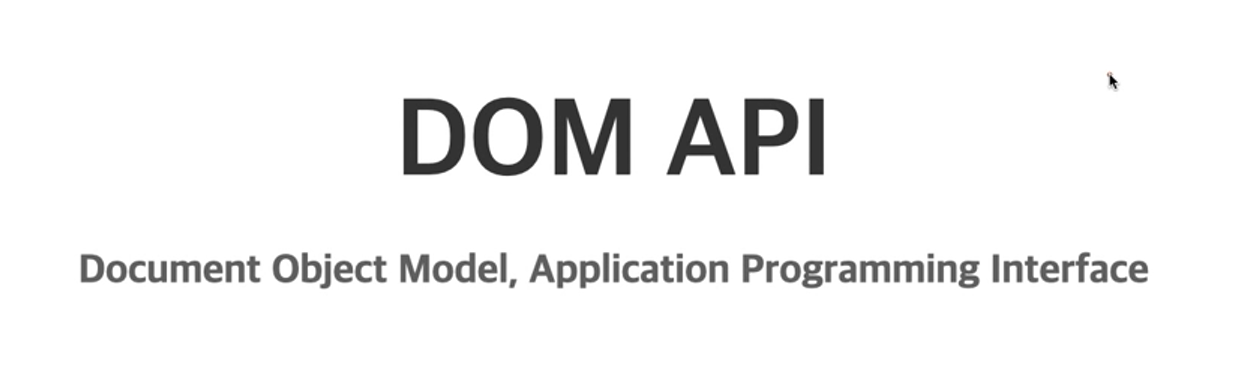 DOM API
Document Object Model, Application Programming Interface